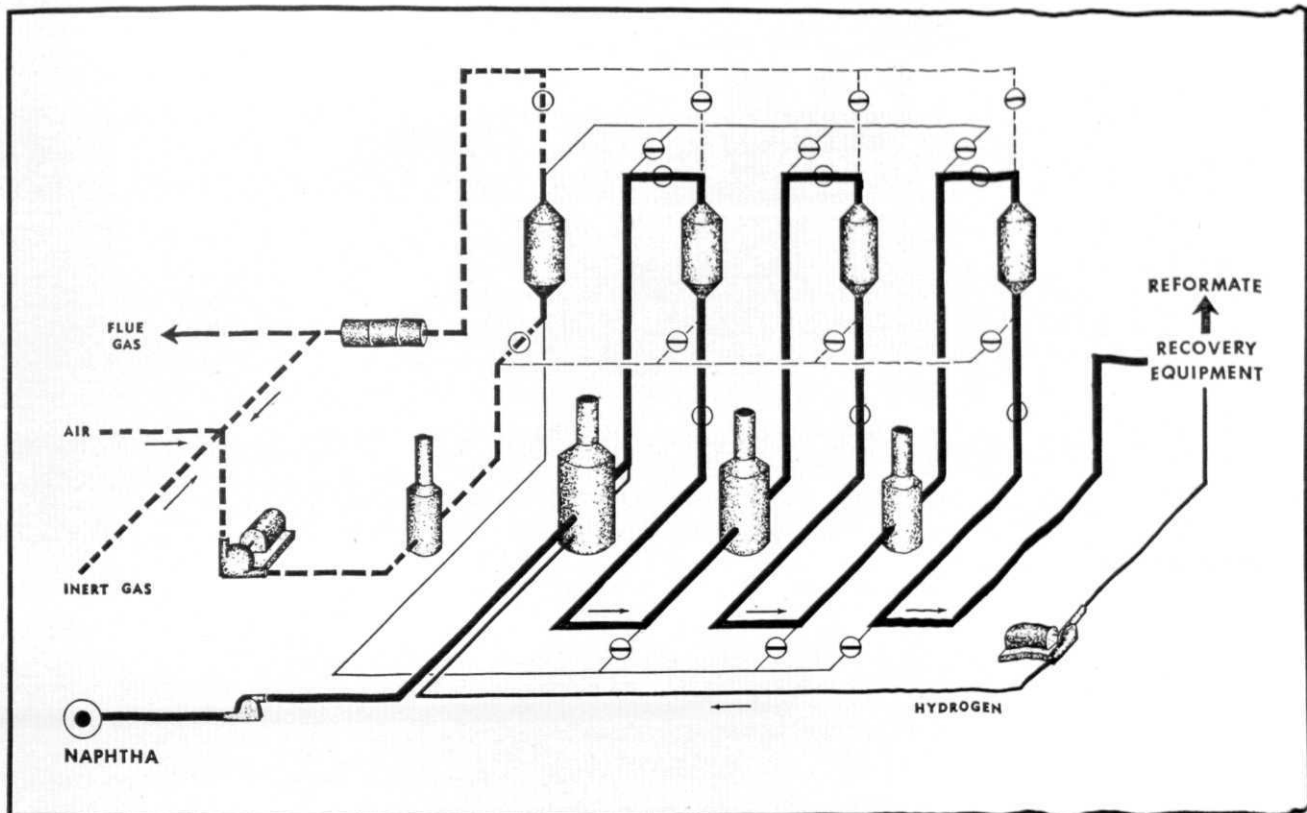 REFORMATE
FLUE
GAS
RECOVERY
EQUIPMENT
AIR
INERT GAS
HYDROGEN
NAPHTHA